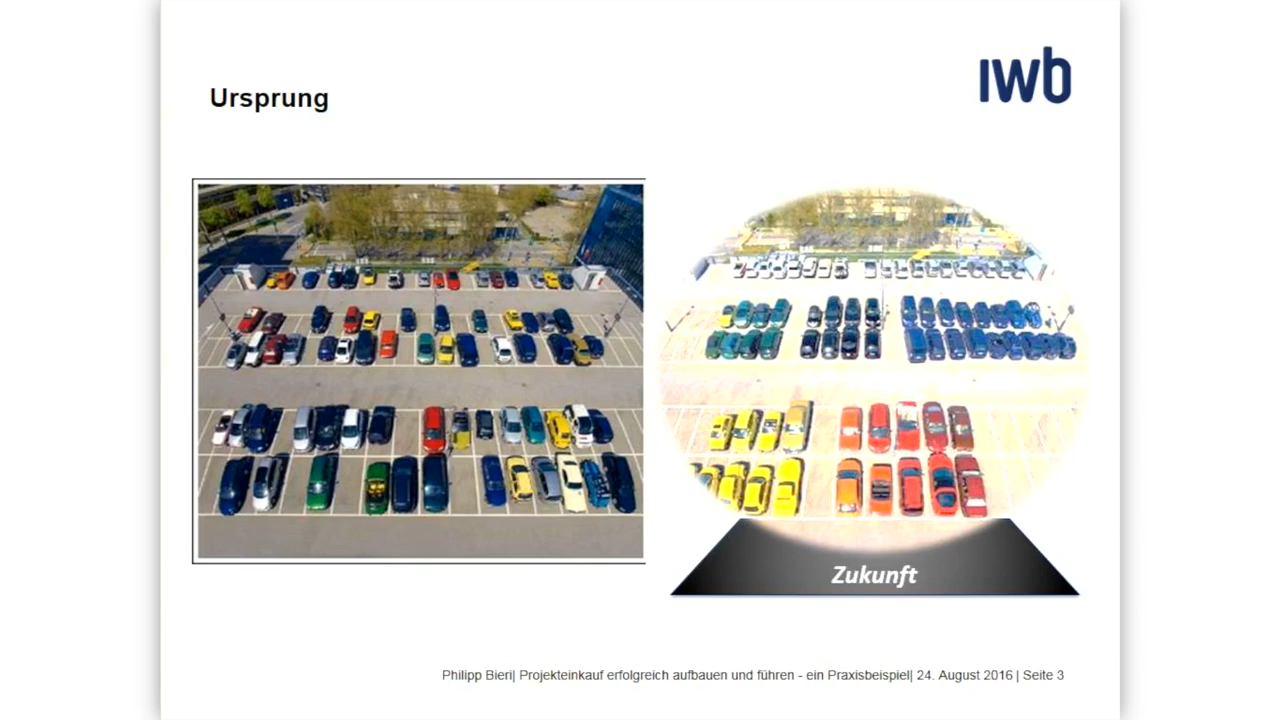 iwb
Ursprung
Zukunft
Philipp Bieri| Projekteinkauf erfolgreich aufbauen und führen - ein Praxisbeispiel| 24. August 2016 | Seite 3